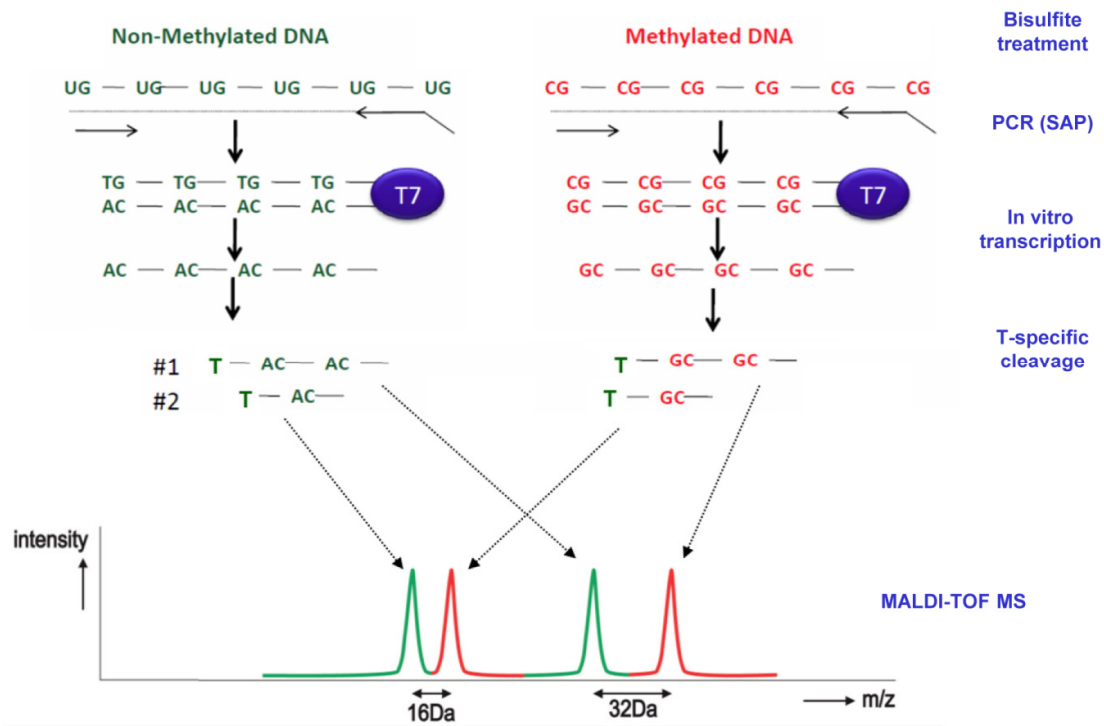 Non-Methylated DNA
Methylated DNA
Bisulfite
treatment
UG — UG — UG — UG — UG — UG
CG — CG — CG — CG — CG — CG
PCR (SAP)
TG — TG — TG — TG
AC — AC — AC — AC
T7
CG — CG — CG — CG
GC — GC — GC — GC
T7
In vitro
transcription
AC — AC — AC — AC —
GC — GC — GC — GC —
T-specific
cleavage
#1 T — AC — AC —
#2 T — AC —
T — GC — GC —
T — GC —
intensity
MALDI-TOF MS
16Da
32Da
m/z